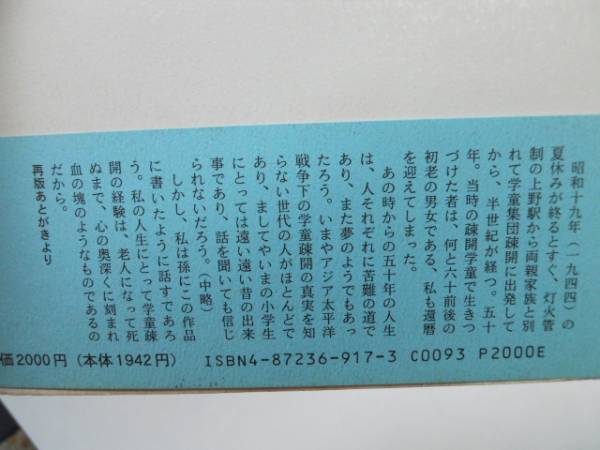 昭和十九年（一九四四）の
夏休みが終るとすぐ、灯火管
制の上野駅から両親家族と別
れて学童集団疎開に出発して
から、半世紀が経つ。五十
年。当時の疎開学童で生きつ
づけた者は、何と六十前後の
初老の男女である、私も還暦
を迎えてしまった。
あの時からの五十年の人生
は、人それぞれに苦難の道で
あり、また夢のようでもあっ
たろう。いまやアジア太平洋
戦争下の学童疎開の真実を知
らない世代の人がほとんどで
あり、ましてやいまの小学生
にとっては遠い遠い昔の出来
事であり、話を聞いても信じ
られないだろう。（中略）
しかし、私は孫にこの作品
に書いたように話すであろ
う。私の人生にとって学童疎
開の経験は、老人になって死
ぬまで、心の奥深くに刻まれ
血の塊のようなものであるの
だから。
再版あとがきより
価2000円（本体1942円） ISBN4-87236-917-3 C0093 P2000E